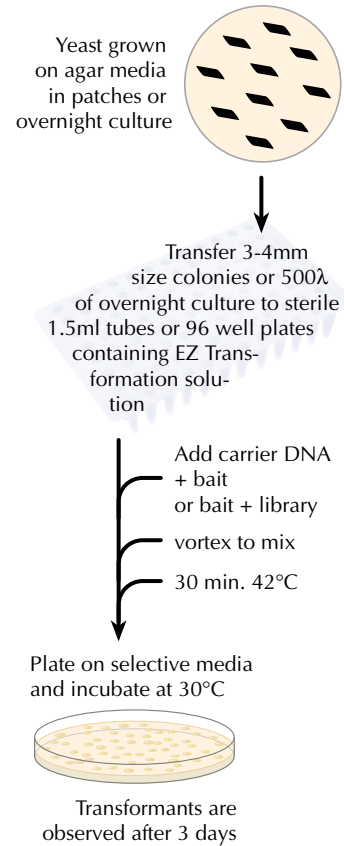 Yeast grown
on agar media
in patches or
overnight culture
Transfer 3-4mm
size colonies or 500λ
of overnight culture to sterile
1.5ml tubes or 96 well plates
containing EZ Trans-
formation solu-
tion
Add carrier DNA
+ bait
or bait + library
vortex to mix
30 min. 42°C
Plate on selective media
and incubate at 30°C
Transformants are
observed after 3 days